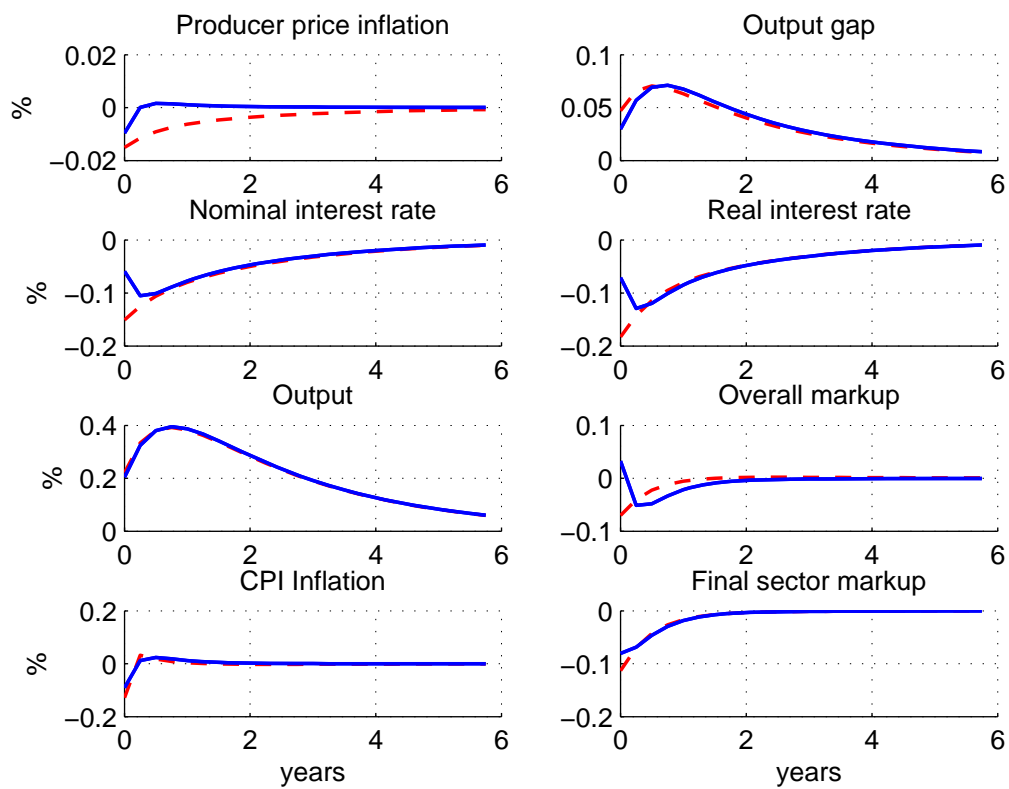 Producer price inflation
0.02
0
−0.02
%
0 2 4 6
Output gap
0.1
0.05
0
0 2 4 6
Nominal interest rate
0
−0.1
−0.2
%
0 2 4 6
Real interest rate
0
−0.1
−0.2
0 2 4 6
Output
0.4
0.2
0
%
0 2 4 6
Overall markup
0.1
0
−0.1
0 2 4 6
CPI Inflation
0.2
0
−0.2
%
0 2 4 6
years
Final sector markup
0
−0.1
−0.2
0 2 4 6
years